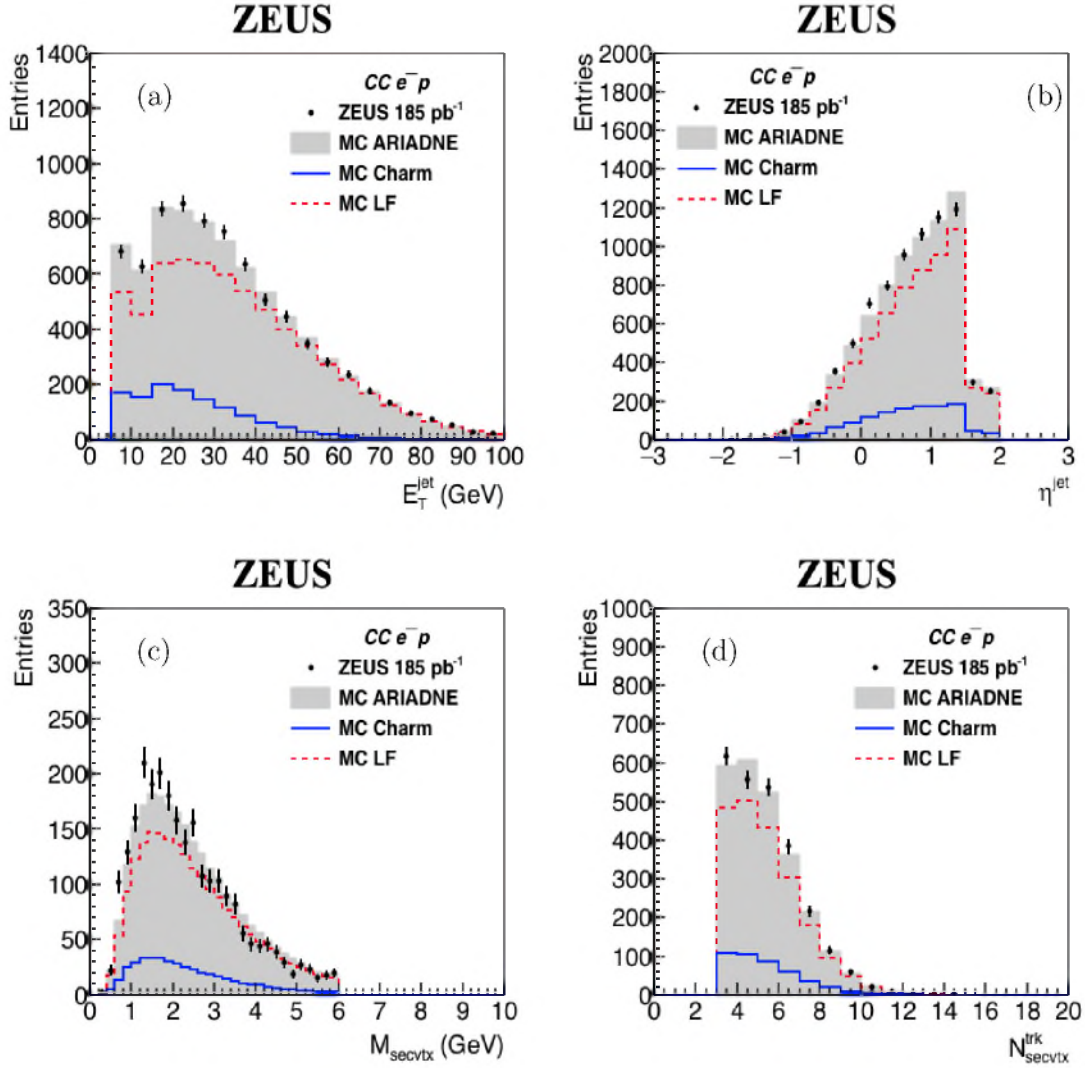 ZEUS
Entries
1400
1200
1000
800
600
400
200
0
(a)
CC e⁻p
ZEUS 185 pb⁻¹
MC ARIADNE
MC Charm
MC LF
0 10 20 30 40 50 60 70 80 90 100
E_T^jet (GeV)
ZEUS
Entries
2000
1800
1600
1400
1200
1000
800
600
400
200
0
(b)
CC e⁻p
ZEUS 185 pb⁻¹
MC ARIADNE
MC Charm
MC LF
−3 −2 −1 0 1 2 3
η^jet
ZEUS
Entries
350
300
250
200
150
100
50
0
(c)
CC e⁻p
ZEUS 185 pb⁻¹
MC ARIADNE
MC Charm
MC LF
0 1 2 3 4 5 6 7 8 9 10
M_secvtx (GeV)
ZEUS
Entries
1000
900
800
700
600
500
400
300
200
100
0
(d)
CC e⁻p
ZEUS 185 pb⁻¹
MC ARIADNE
MC Charm
MC LF
0 2 4 6 8 10 12 14 16 18 20
N_secvtx^trk